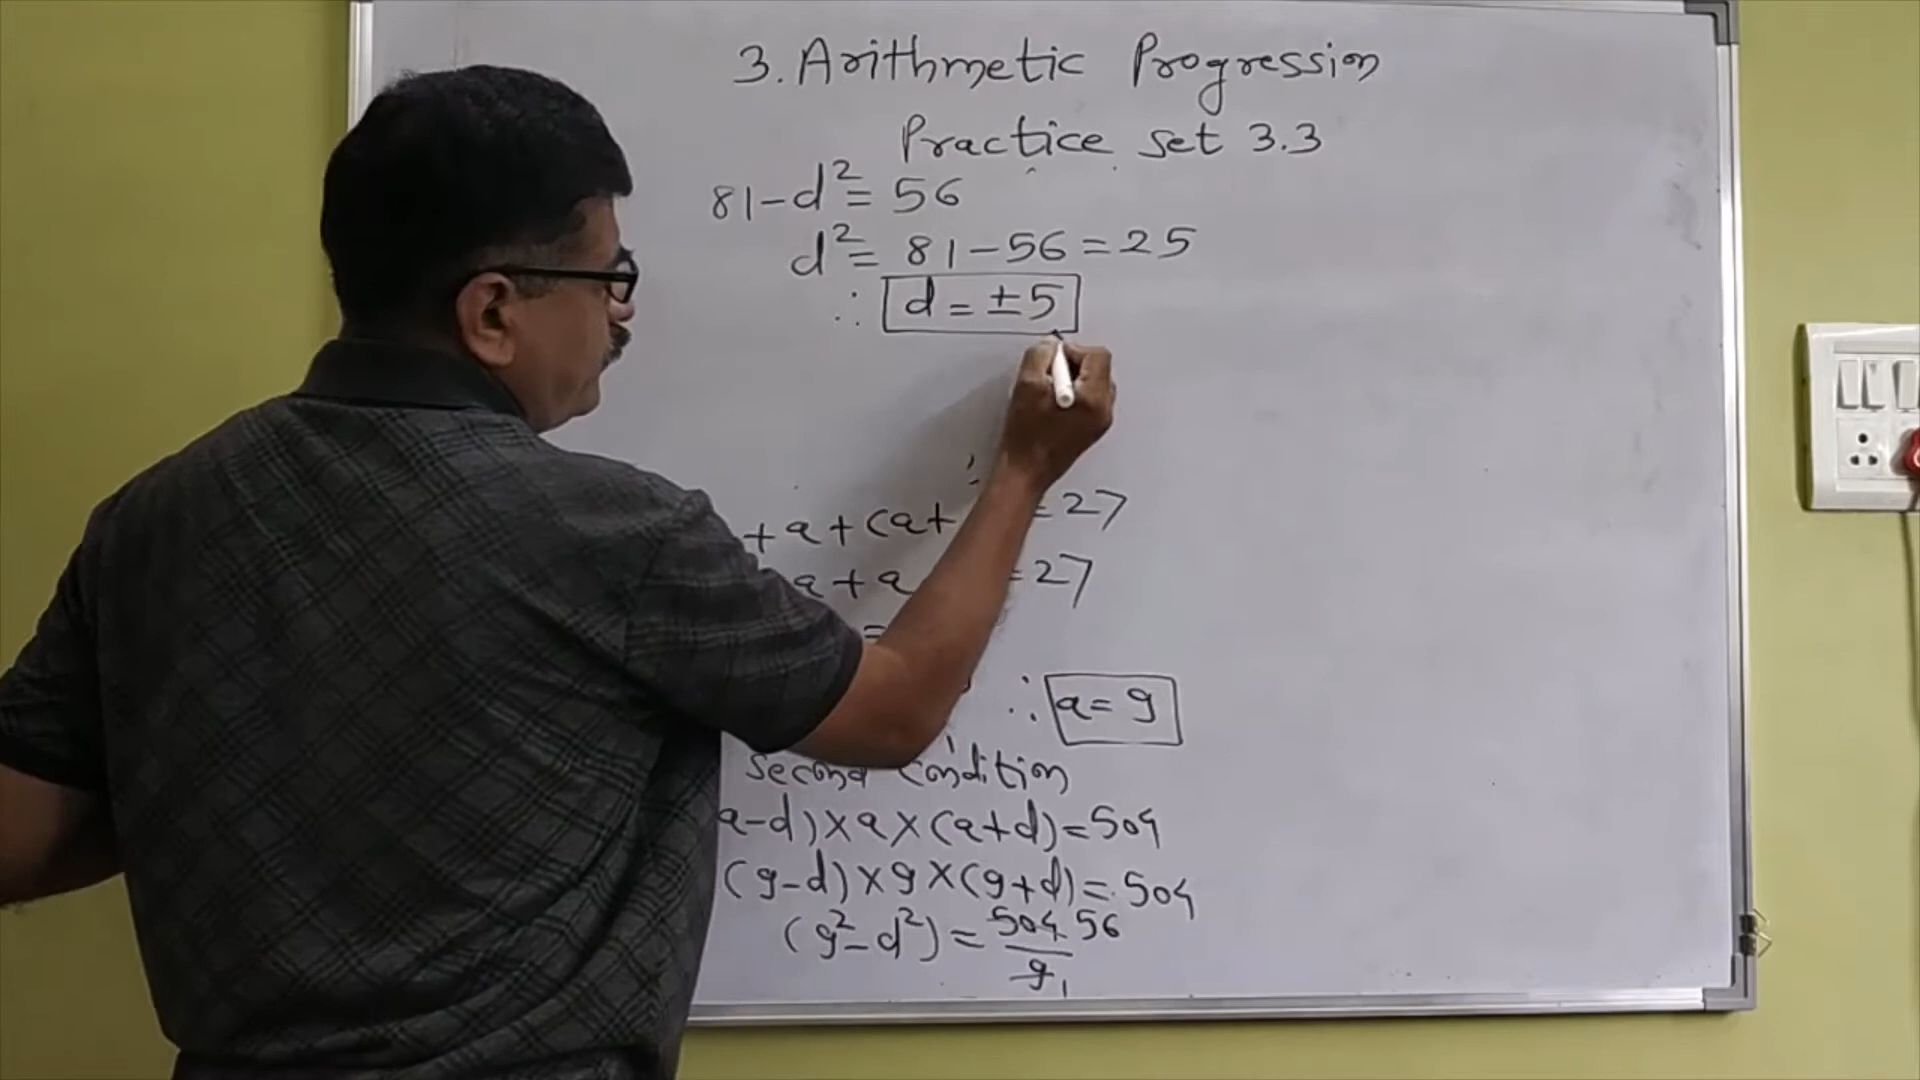 3. Arithmetic Progression
Practice set 3.3
81-d²= 56
d²= 81-56=25
∴ d=±5
+a+(a+ =27
a+a =27
=
∴ a=9
second condition
a-d)×a×(a+d)=504
(9-d)×9×(9+d)=504
(9²-d²)=504 56
9 1